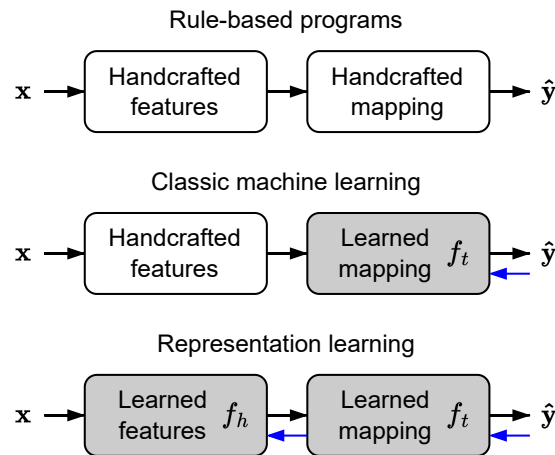 Rule-based programs
x Handcrafted features Handcrafted mapping ŷ
Classic machine learning
x Handcrafted features Learned mapping f_t ŷ
Representation learning
x Learned features f_h Learned mapping f_t ŷ